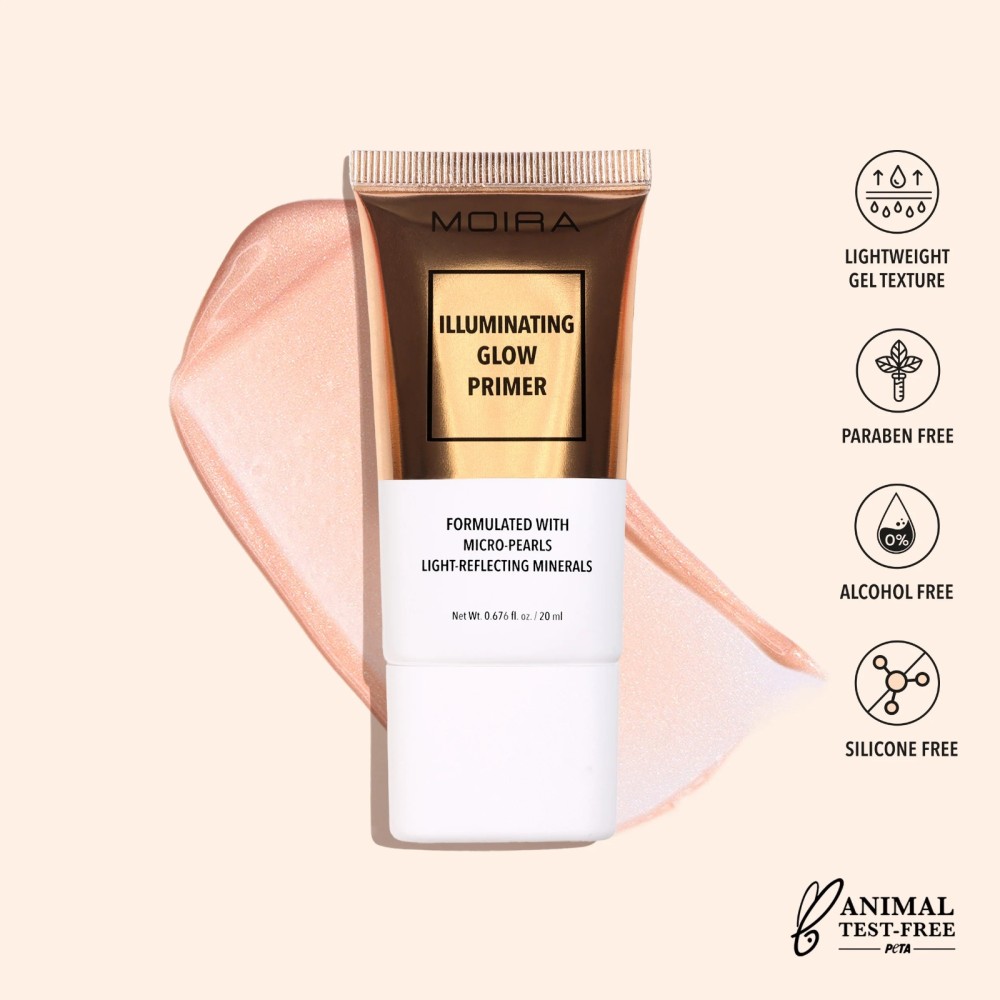 MOIRA
ILLUMINATING
GLOW
PRIMER
FORMULATED WITH
MICRO-PEARLS
LIGHT-REFLECTING MINERALS
Net Wt. 0.676 fl. oz. / 20 ml
LIGHTWEIGHT
GEL TEXTURE
PARABEN FREE
0%
ALCOHOL FREE
SILICONE FREE
ANIMAL
TEST-FREE
PETA